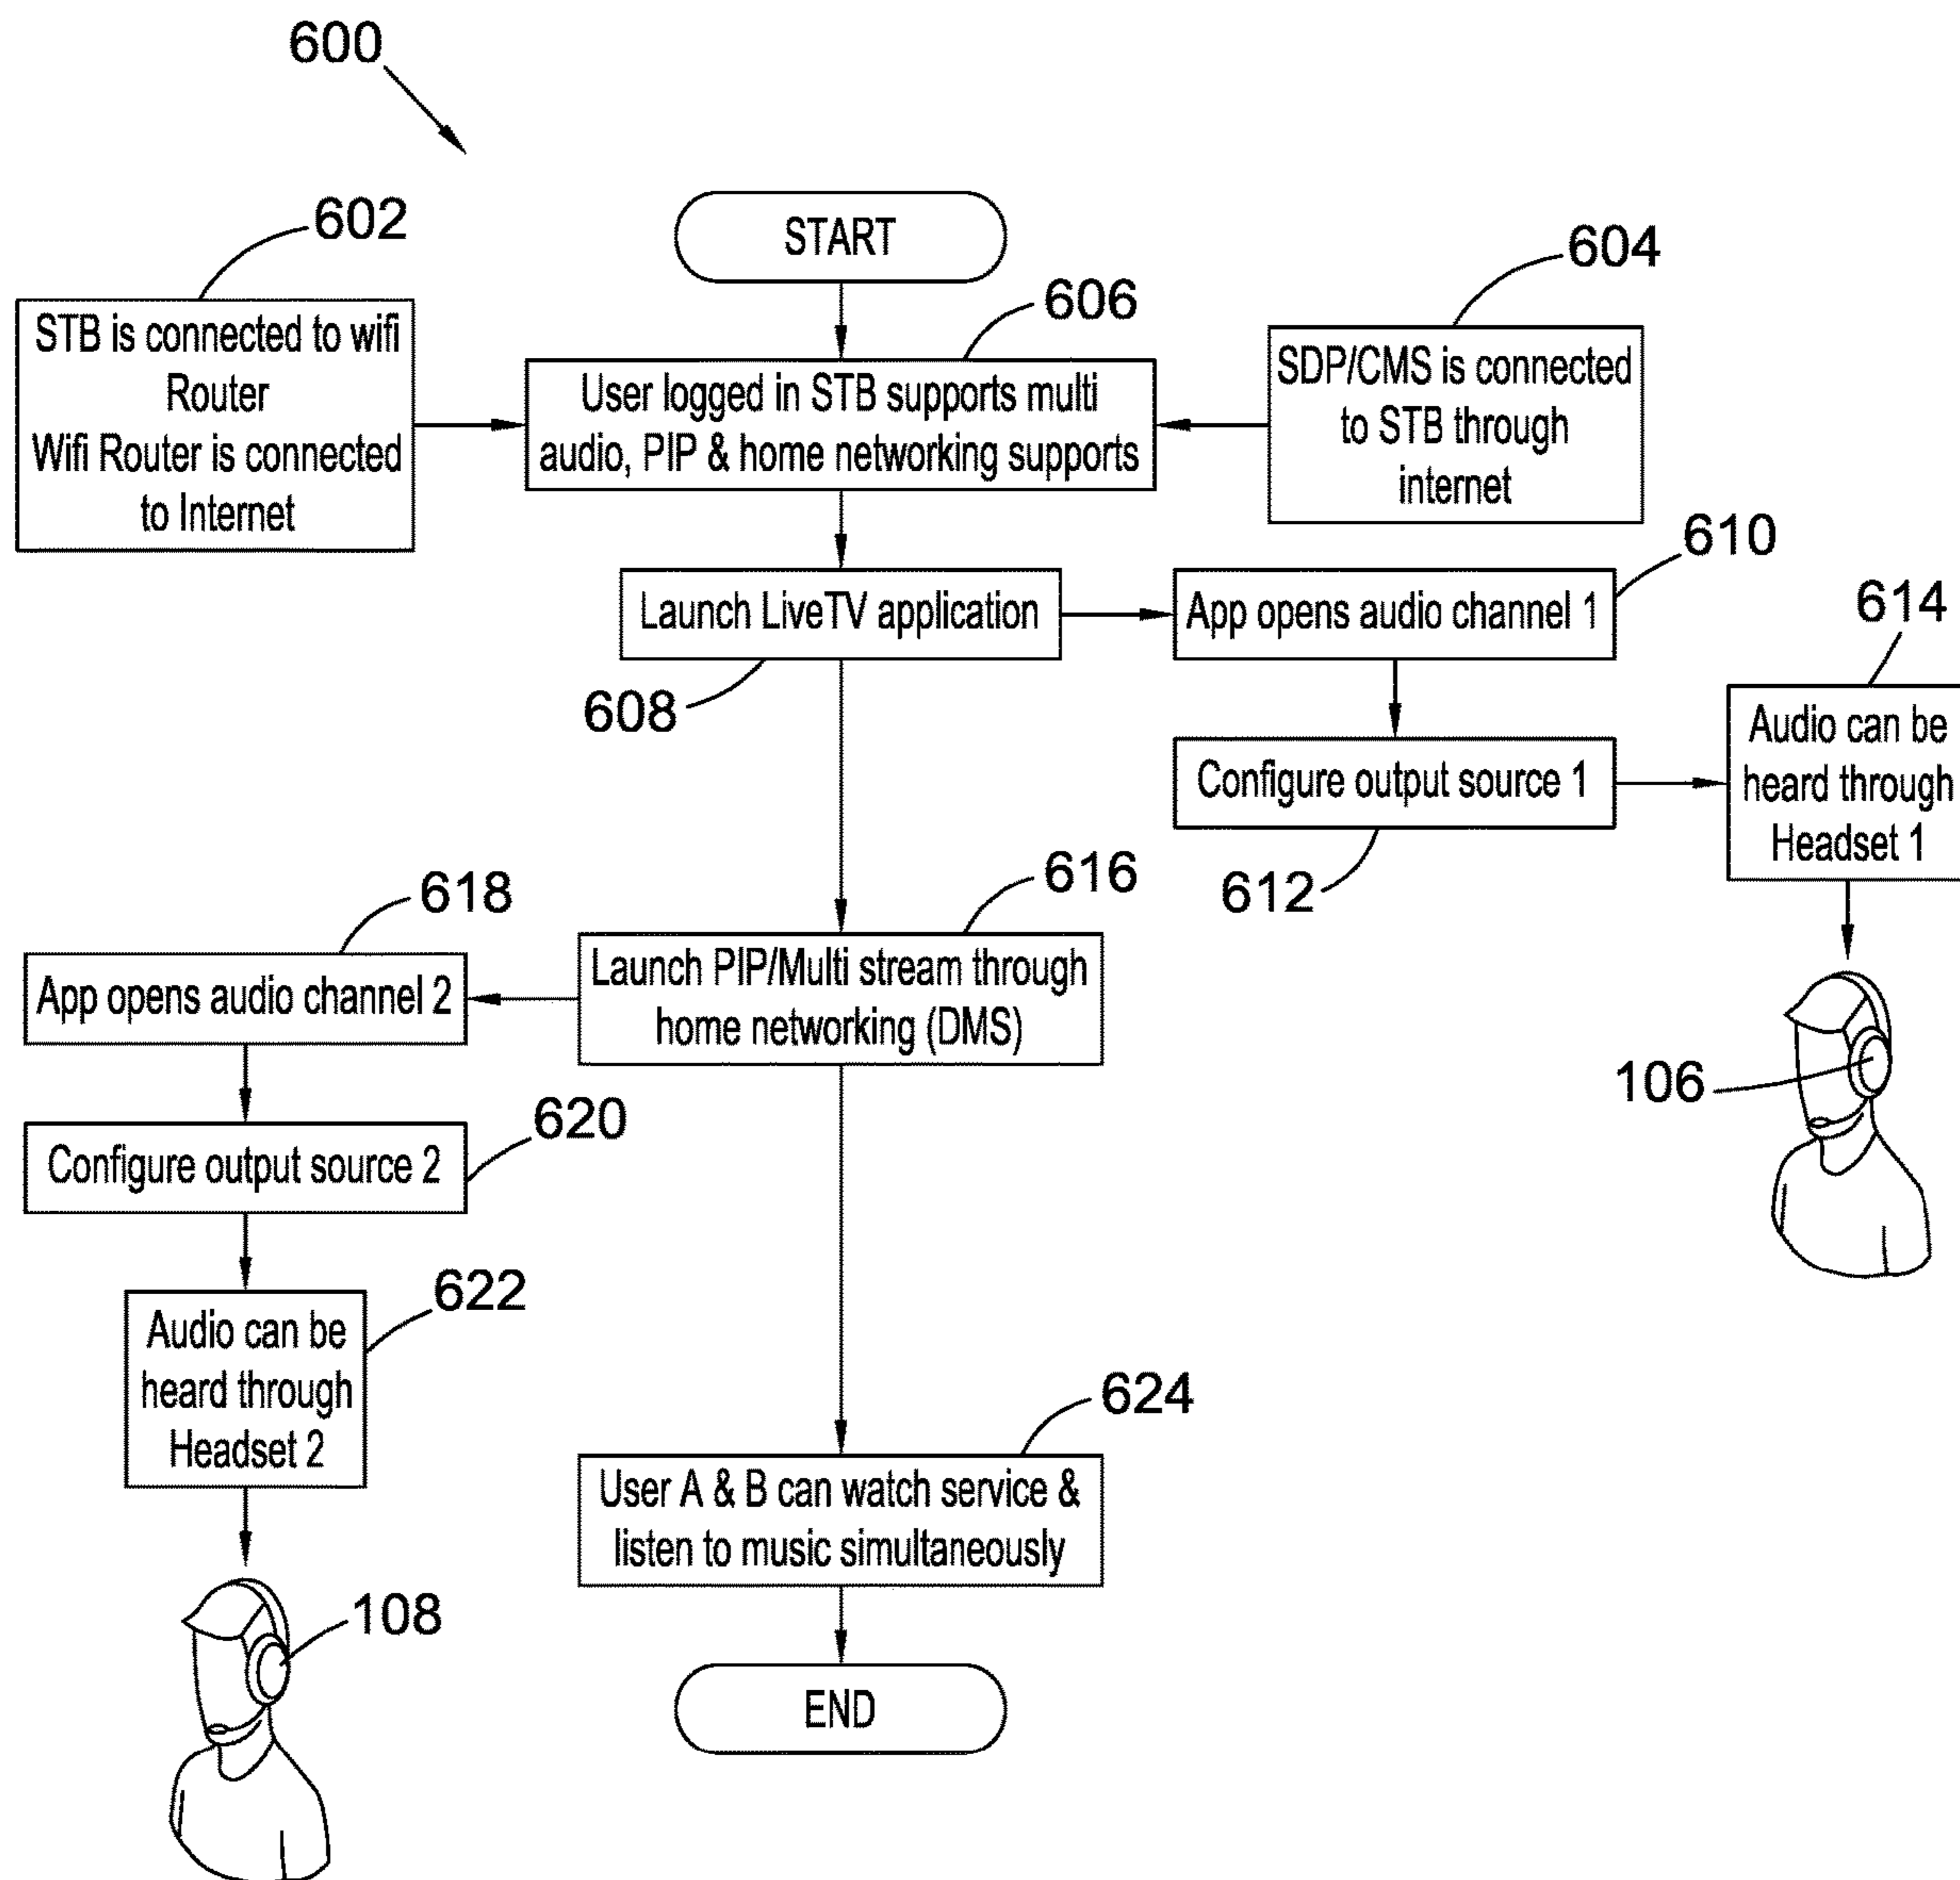 600
602
START
604
606
STB is connected to wifi
Router
Wifi Router is connected
to Internet
User logged in STB supports multi
audio, PIP & home networking supports
SDP/CMS is connected
to STB through
internet
610
Launch LiveTV application
App opens audio channel 1
614
608
Audio can be
heard through
Headset 1
Configure output source 1
612
616
618
Launch PIP/Multi stream through
home networking (DMS)
App opens audio channel 2
106
620
Configure output source 2
622
Audio can be
heard through
Headset 2
624
User A & B can watch service &
listen to music simultaneously
108
END